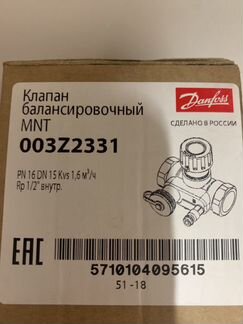 Клапан
балансировочный
MNT
Danfoss
СДЕЛАНО В РОССИИ
003Z2331
PN 16 DN 15 Kvs 1,6 м³/ч
Rp 1/2" внутр.
EAC
5710104095615
51 -18